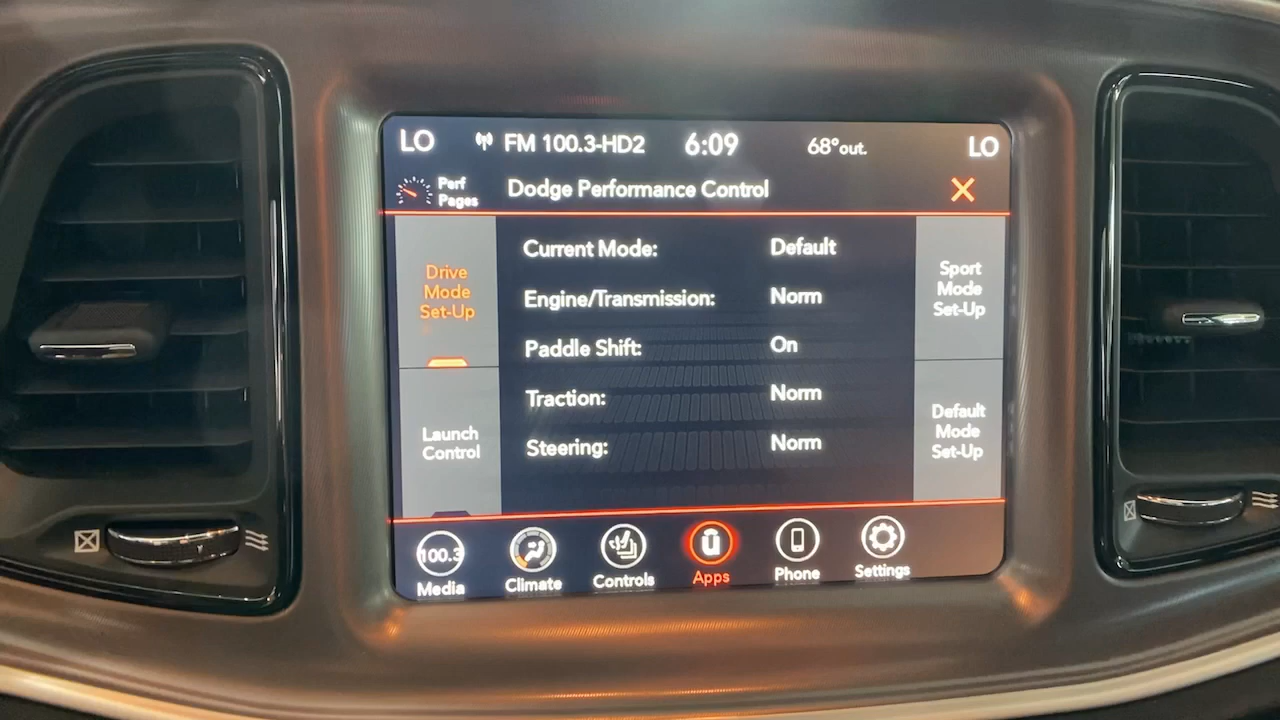 LO FM 100.3-HD2 6:09 68°out. LO
Perf
Pages
Dodge Performance Control
Drive
Mode
Set-Up
Launch
Control
Current Mode: Default
Engine/Transmission: Norm
Paddle Shift: On
Traction: Norm
Steering: Norm
Sport
Mode
Set-Up
Default
Mode
Set-Up
100.3
Media Climate Controls Apps Phone Settings